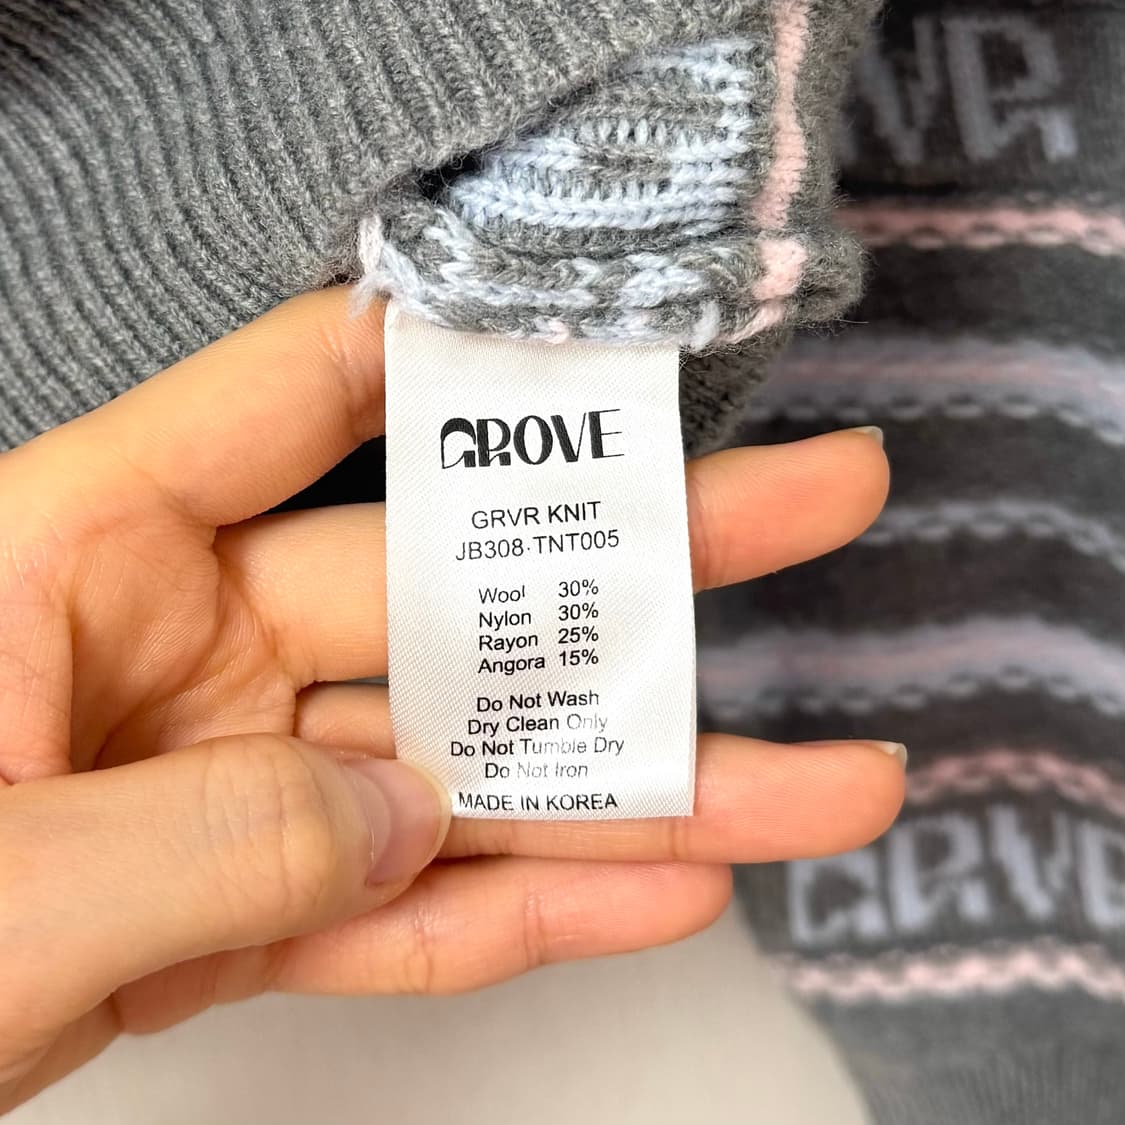 GRVR
GROVE
GRVR KNIT
JB308·TNT005
Wool 30%
Nylon 30%
Rayon 25%
Angora 15%
Do Not Wash
Dry Clean Only
Do Not Tumble Dry
Do Not Iron
MADE IN KOREA